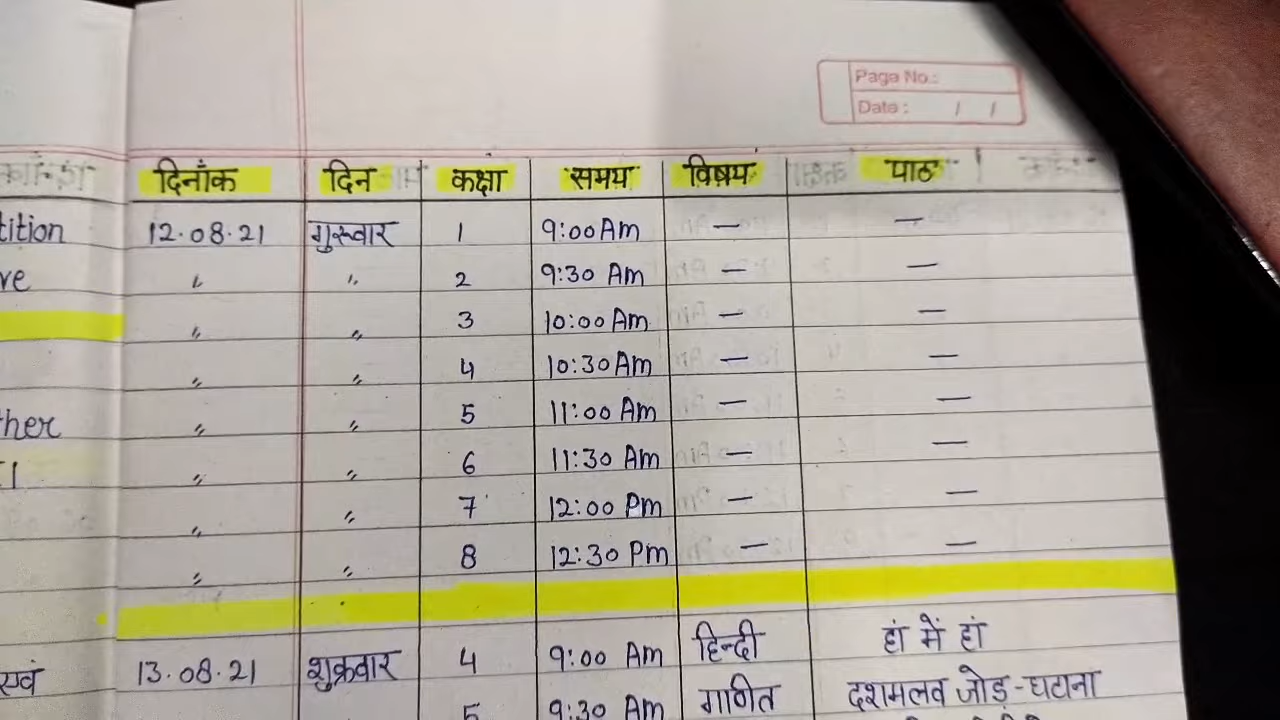 Page No.:
Date : / /
दिनाँक दिन कक्षा समय विषय पाठ
tition 12.08.21 गुरूवार 1 9:00 Am — —
ve " " 2 9:30 Am — —
" " 3 10:00 Am — —
" " 4 10:30 Am — —
ther " " 5 11:00 Am — —
" " 6 11:30 Am — —
" " 7 12:00 Pm — —
" " 8 12:30 Pm — —
एवं 13.08.21 शुक्रवार 4 9:00 Am हिन्दी हां में हां
5 9:30 Am गणित दशमलव जोड़-घटाना